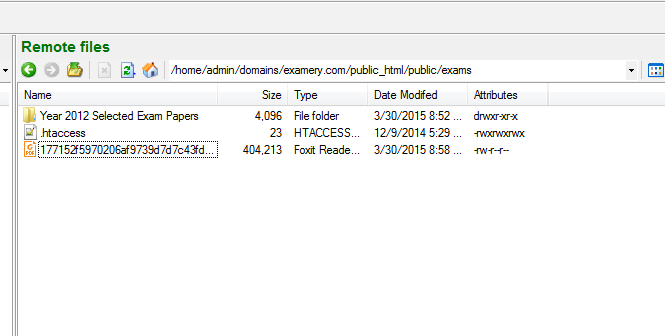 Remote files
/home/admin/domains/examery.com/public_html/public/exams
Name Size Type Date Modifed Attributes
Year 2012 Selected Exam Papers 4,096 File folder 3/30/2015 8:52 ... drwxr-xr-x
.htaccess 23 HTACCESS... 12/9/2014 5:29 ... -rwxrwxrwx
177152f5970206af9739d7d7c43fd... 404,213 Foxit Reade... 3/30/2015 8:58 ... -rw-r--r--